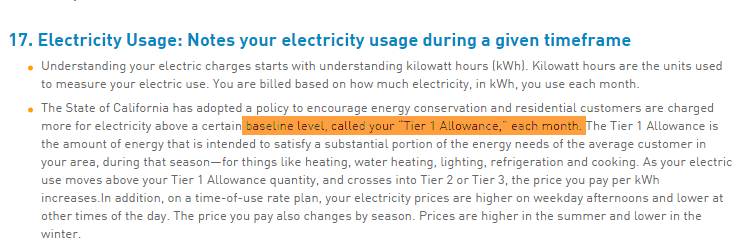 17. Electricity Usage: Notes your electricity usage during a given timeframe
Understanding your electric charges starts with understanding kilowatt hours (kWh). Kilowatt hours are the units used
to measure your electric use. You are billed based on how much electricity, in kWh, you use each month.
The State of California has adopted a policy to encourage energy conservation and residential customers are charged
more for electricity above a certain baseline level, called your “Tier 1 Allowance,” each month. The Tier 1 Allowance is
the amount of energy that is intended to satisfy a substantial portion of the energy needs of the average customer in
your area, during that season—for things like heating, water heating, lighting, refrigeration and cooking. As your electric
use moves above your Tier 1 Allowance quantity, and crosses into Tier 2 or Tier 3, the price you pay per kWh
increases.In addition, on a time-of-use rate plan, your electricity prices are higher on weekday afternoons and lower at
other times of the day. The price you pay also changes by season. Prices are higher in the summer and lower in the
winter.